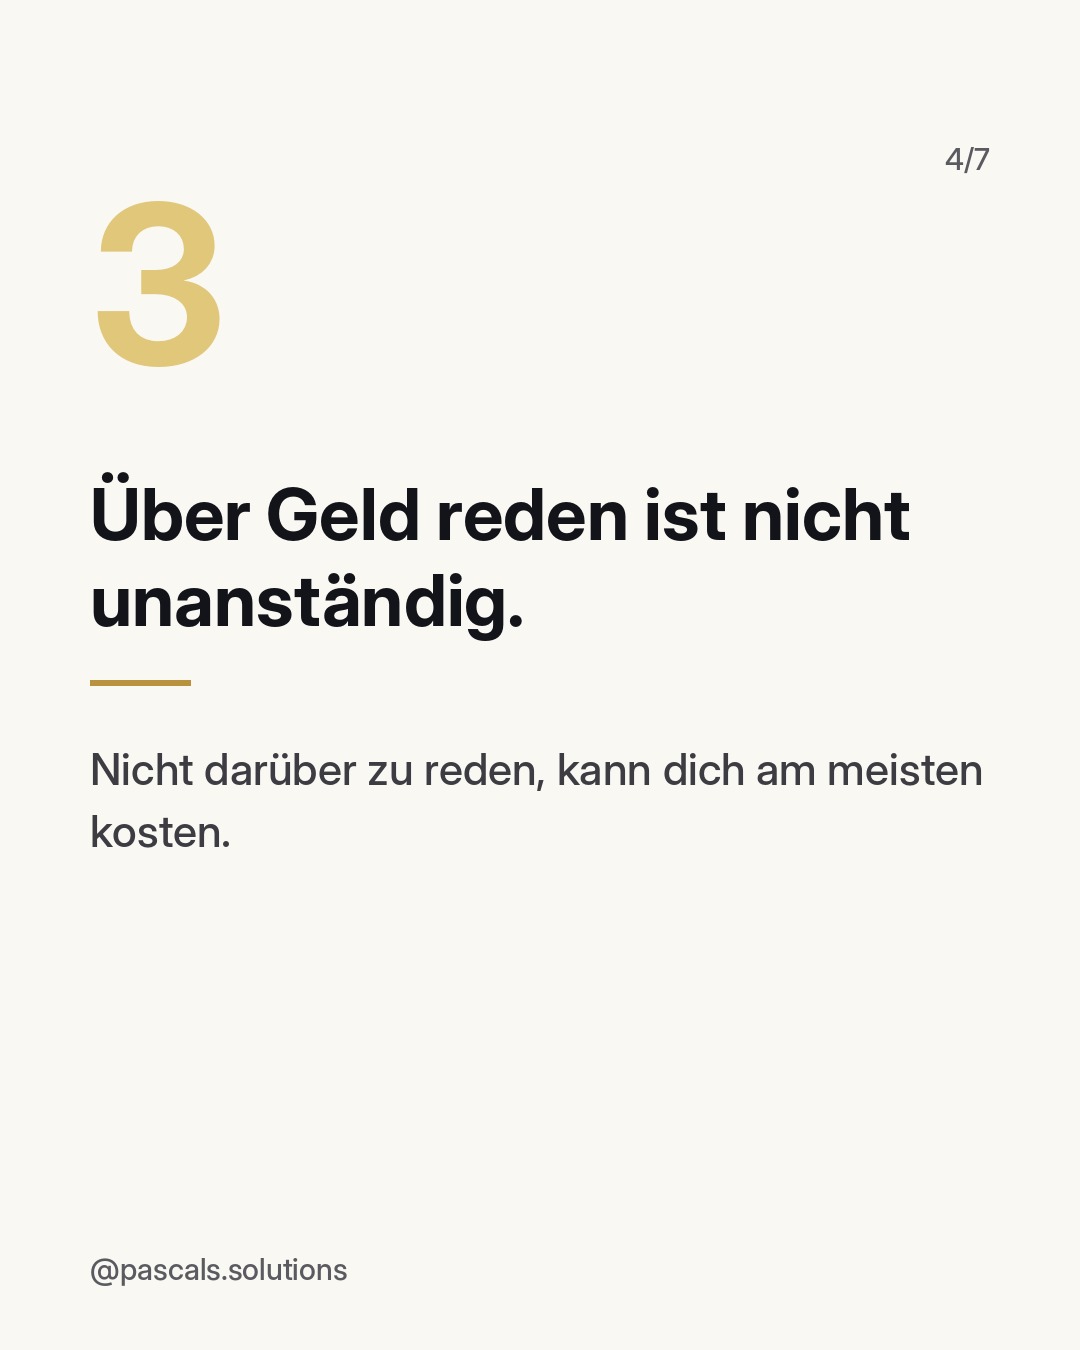 4/7
3
Über Geld reden ist nicht
unanständig.
Nicht darüber zu reden, kann dich am meisten
kosten.
@pascals.solutions